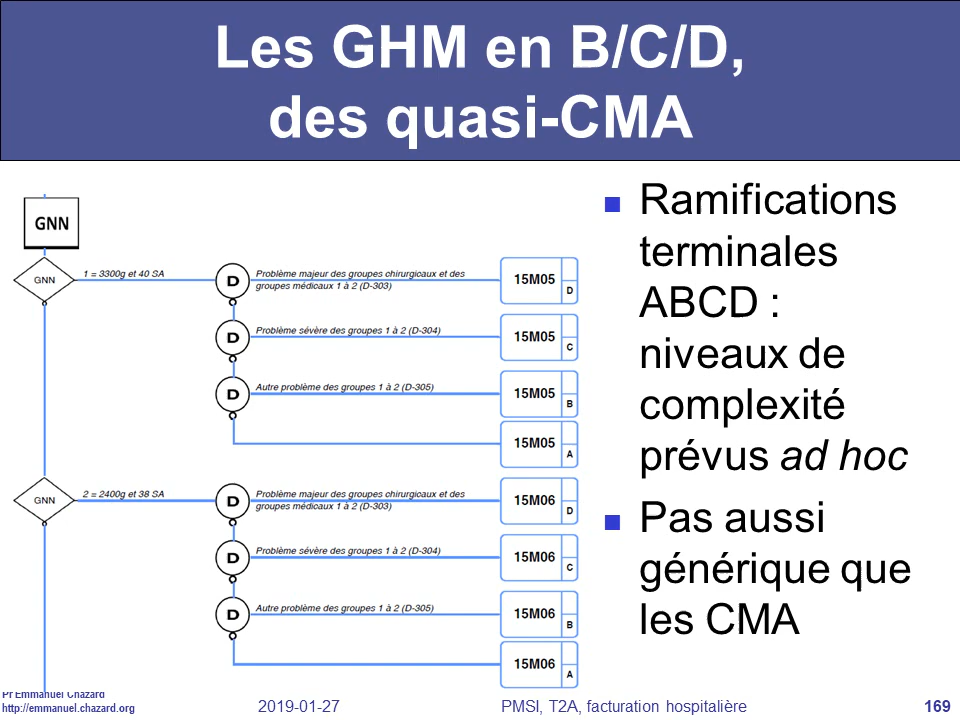 Les GHM en B/C/D,
des quasi-CMA
GNN
GNN
1 = 3300g et 40 SA
D
Problème majeur des groupes chirurgicaux et des
groupes médicaux 1 à 2 (D-303)
15M05
D
D
Problème sévère des groupes 1 à 2 (D-304)
15M05
C
D
Autre problème des groupes 1 à 2 (D-305)
15M05
B
15M05
A
GNN
2 = 2400g et 38 SA
D
Problème majeur des groupes chirurgicaux et des
groupes médicaux 1 à 2 (D-303)
15M06
D
D
Problème sévère des groupes 1 à 2 (D-304)
15M06
C
D
Autre problème des groupes 1 à 2 (D-305)
15M06
B
15M06
A
Ramifications
terminales
ABCD :
niveaux de
complexité
prévus ad hoc
Pas aussi
générique que
les CMA
Pr Emmanuel Chazard
http://emmanuel.chazard.org
2019-01-27
PMSI, T2A, facturation hospitalière
169